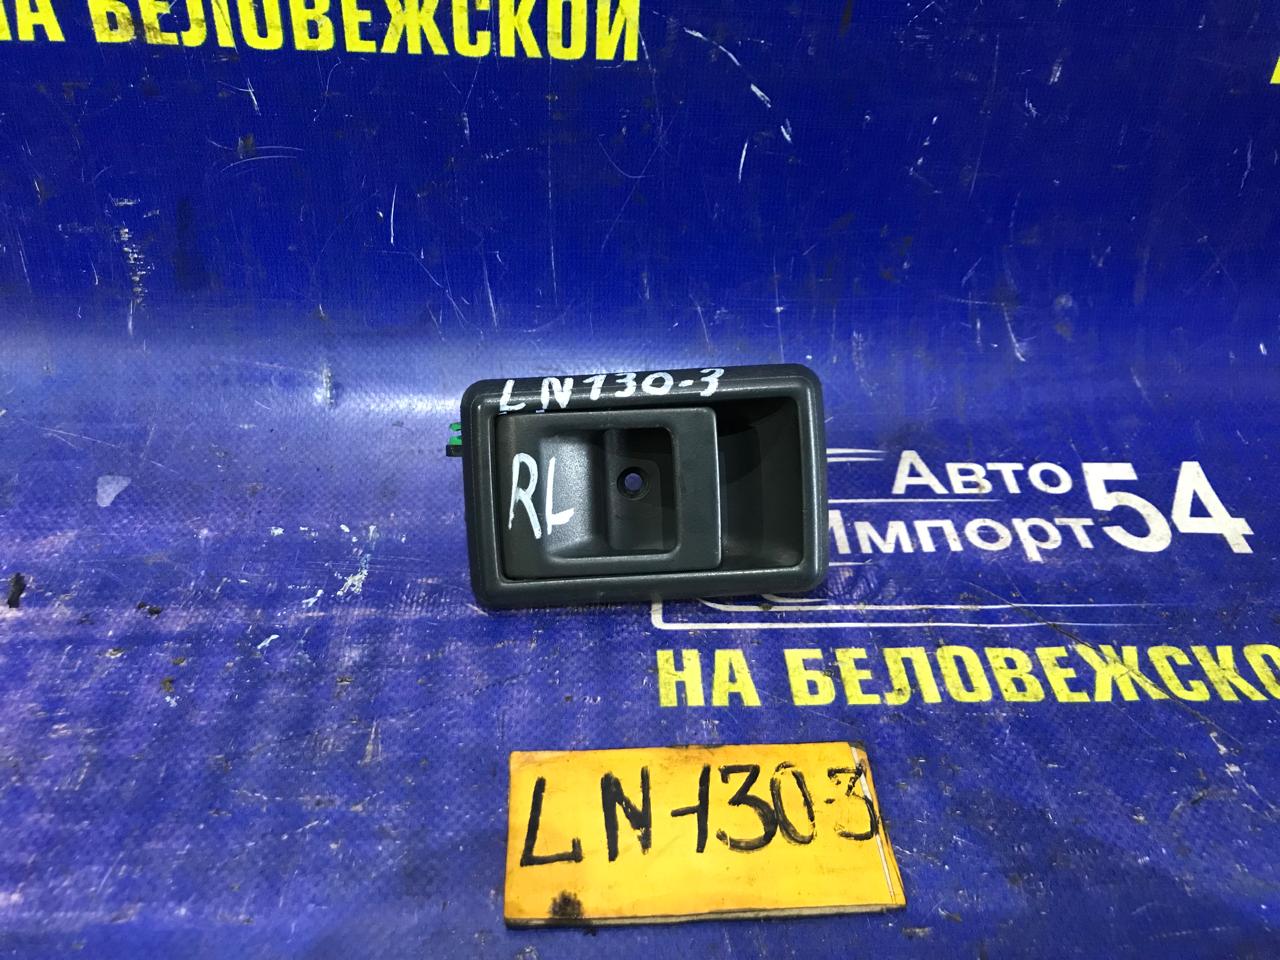 НА БЕЛОВЕЖСКОЙ
LN130-3
RL
Авто
Импорт54
НА БЕЛОВЕЖСКО
LN-130 3